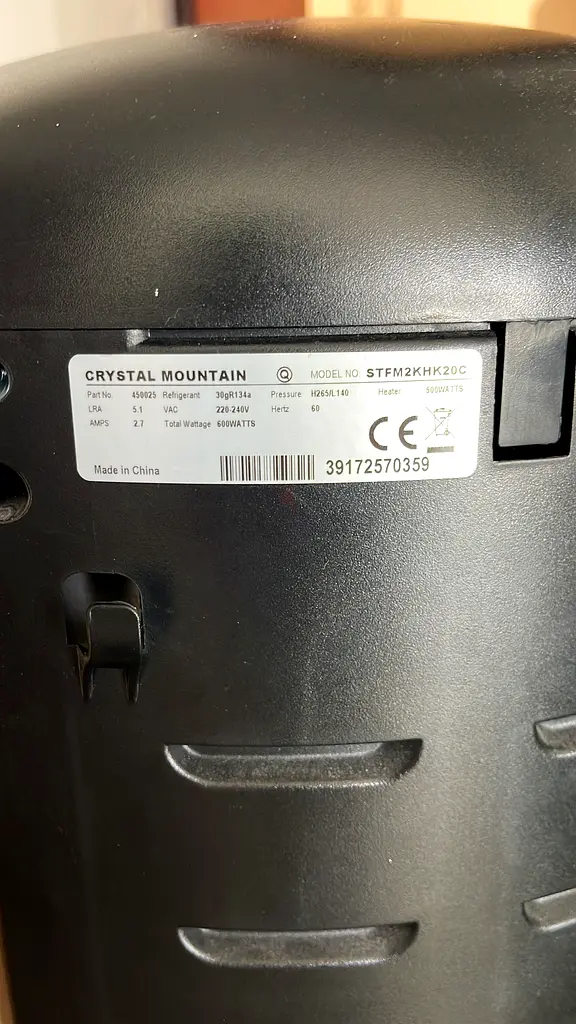 CRYSTAL MOUNTAIN Q MODEL NO: STFM2KHK20C
Part No. 450025 Refrigerant 30gR134a Pressure H265/L140 Heater 500WATTS
LRA 5.1 VAC 220-240V Hertz 60
AMPS 2.7 Total Wattage 600WATTS
CE
Made in China 39172570359